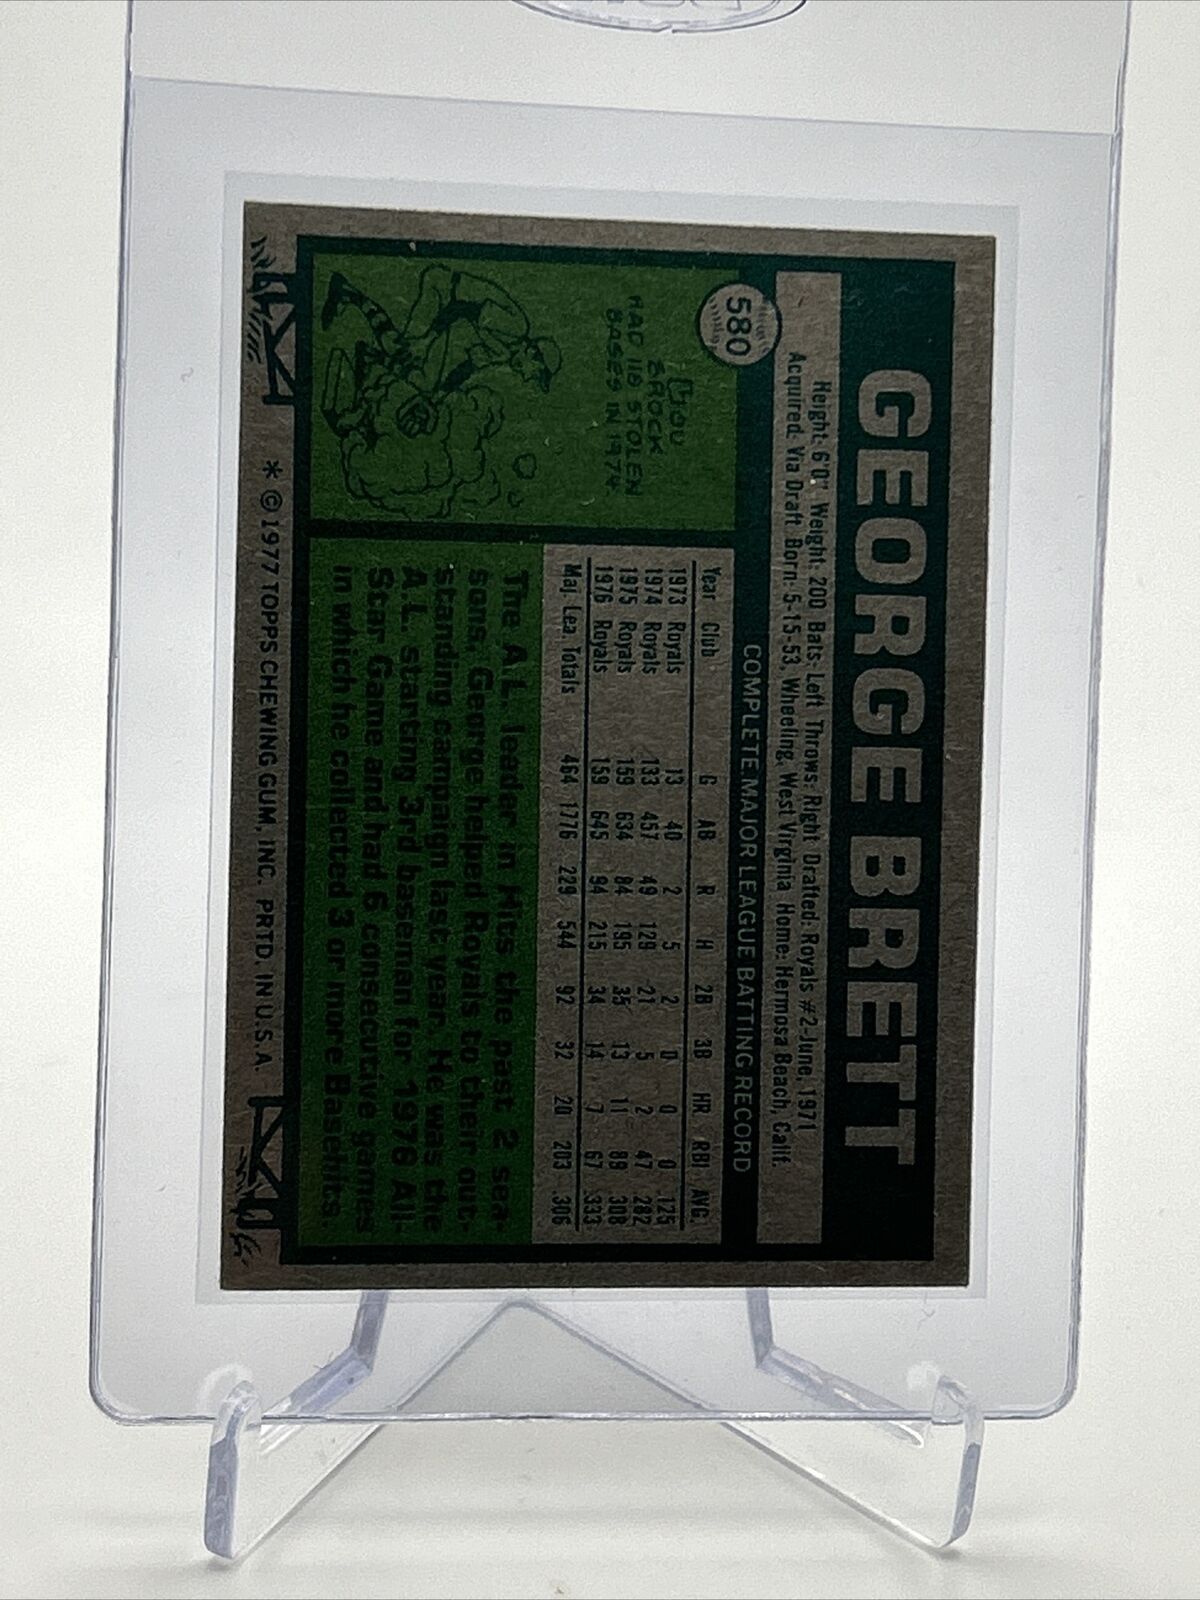 580
GEORGE BRETT
Height: 6'0" Weight: 200 Bats: Left Throws: Right Drafted: Royals #2-June, 1971
Acquired: Via Draft Born: 5-15-53, Wheeling, West Virginia Home: Hermosa Beach, Calif.
COMPLETE MAJOR LEAGUE BATTING RECORD
Year Club G AB R H 2B 3B HR RBI AVG.
1973 Royals 13 40 2 5 2 0 0 0 .125
1974 Royals 133 457 49 129 21 5 2 47 .282
1975 Royals 159 634 84 195 35 13 11 89 .308
1976 Royals 159 645 94 215 34 14 7 67 .333
Maj. Lea. Totals 464 1776 229 544 92 32 20 203 .306
Lou
BROCK
HAD 118 STOLEN
BASES IN 1974.
The A.L. leader in Hits the past 2 sea-
sons, George helped Royals to their out-
standing campaign last year. He was the
A.L. starting 3rd baseman for 1976 All-
Star Game and had 6 consecutive games
in which he collected 3 or more Basehits.
* © 1977 TOPPS CHEWING GUM, INC. PRTD. IN U.S.A.